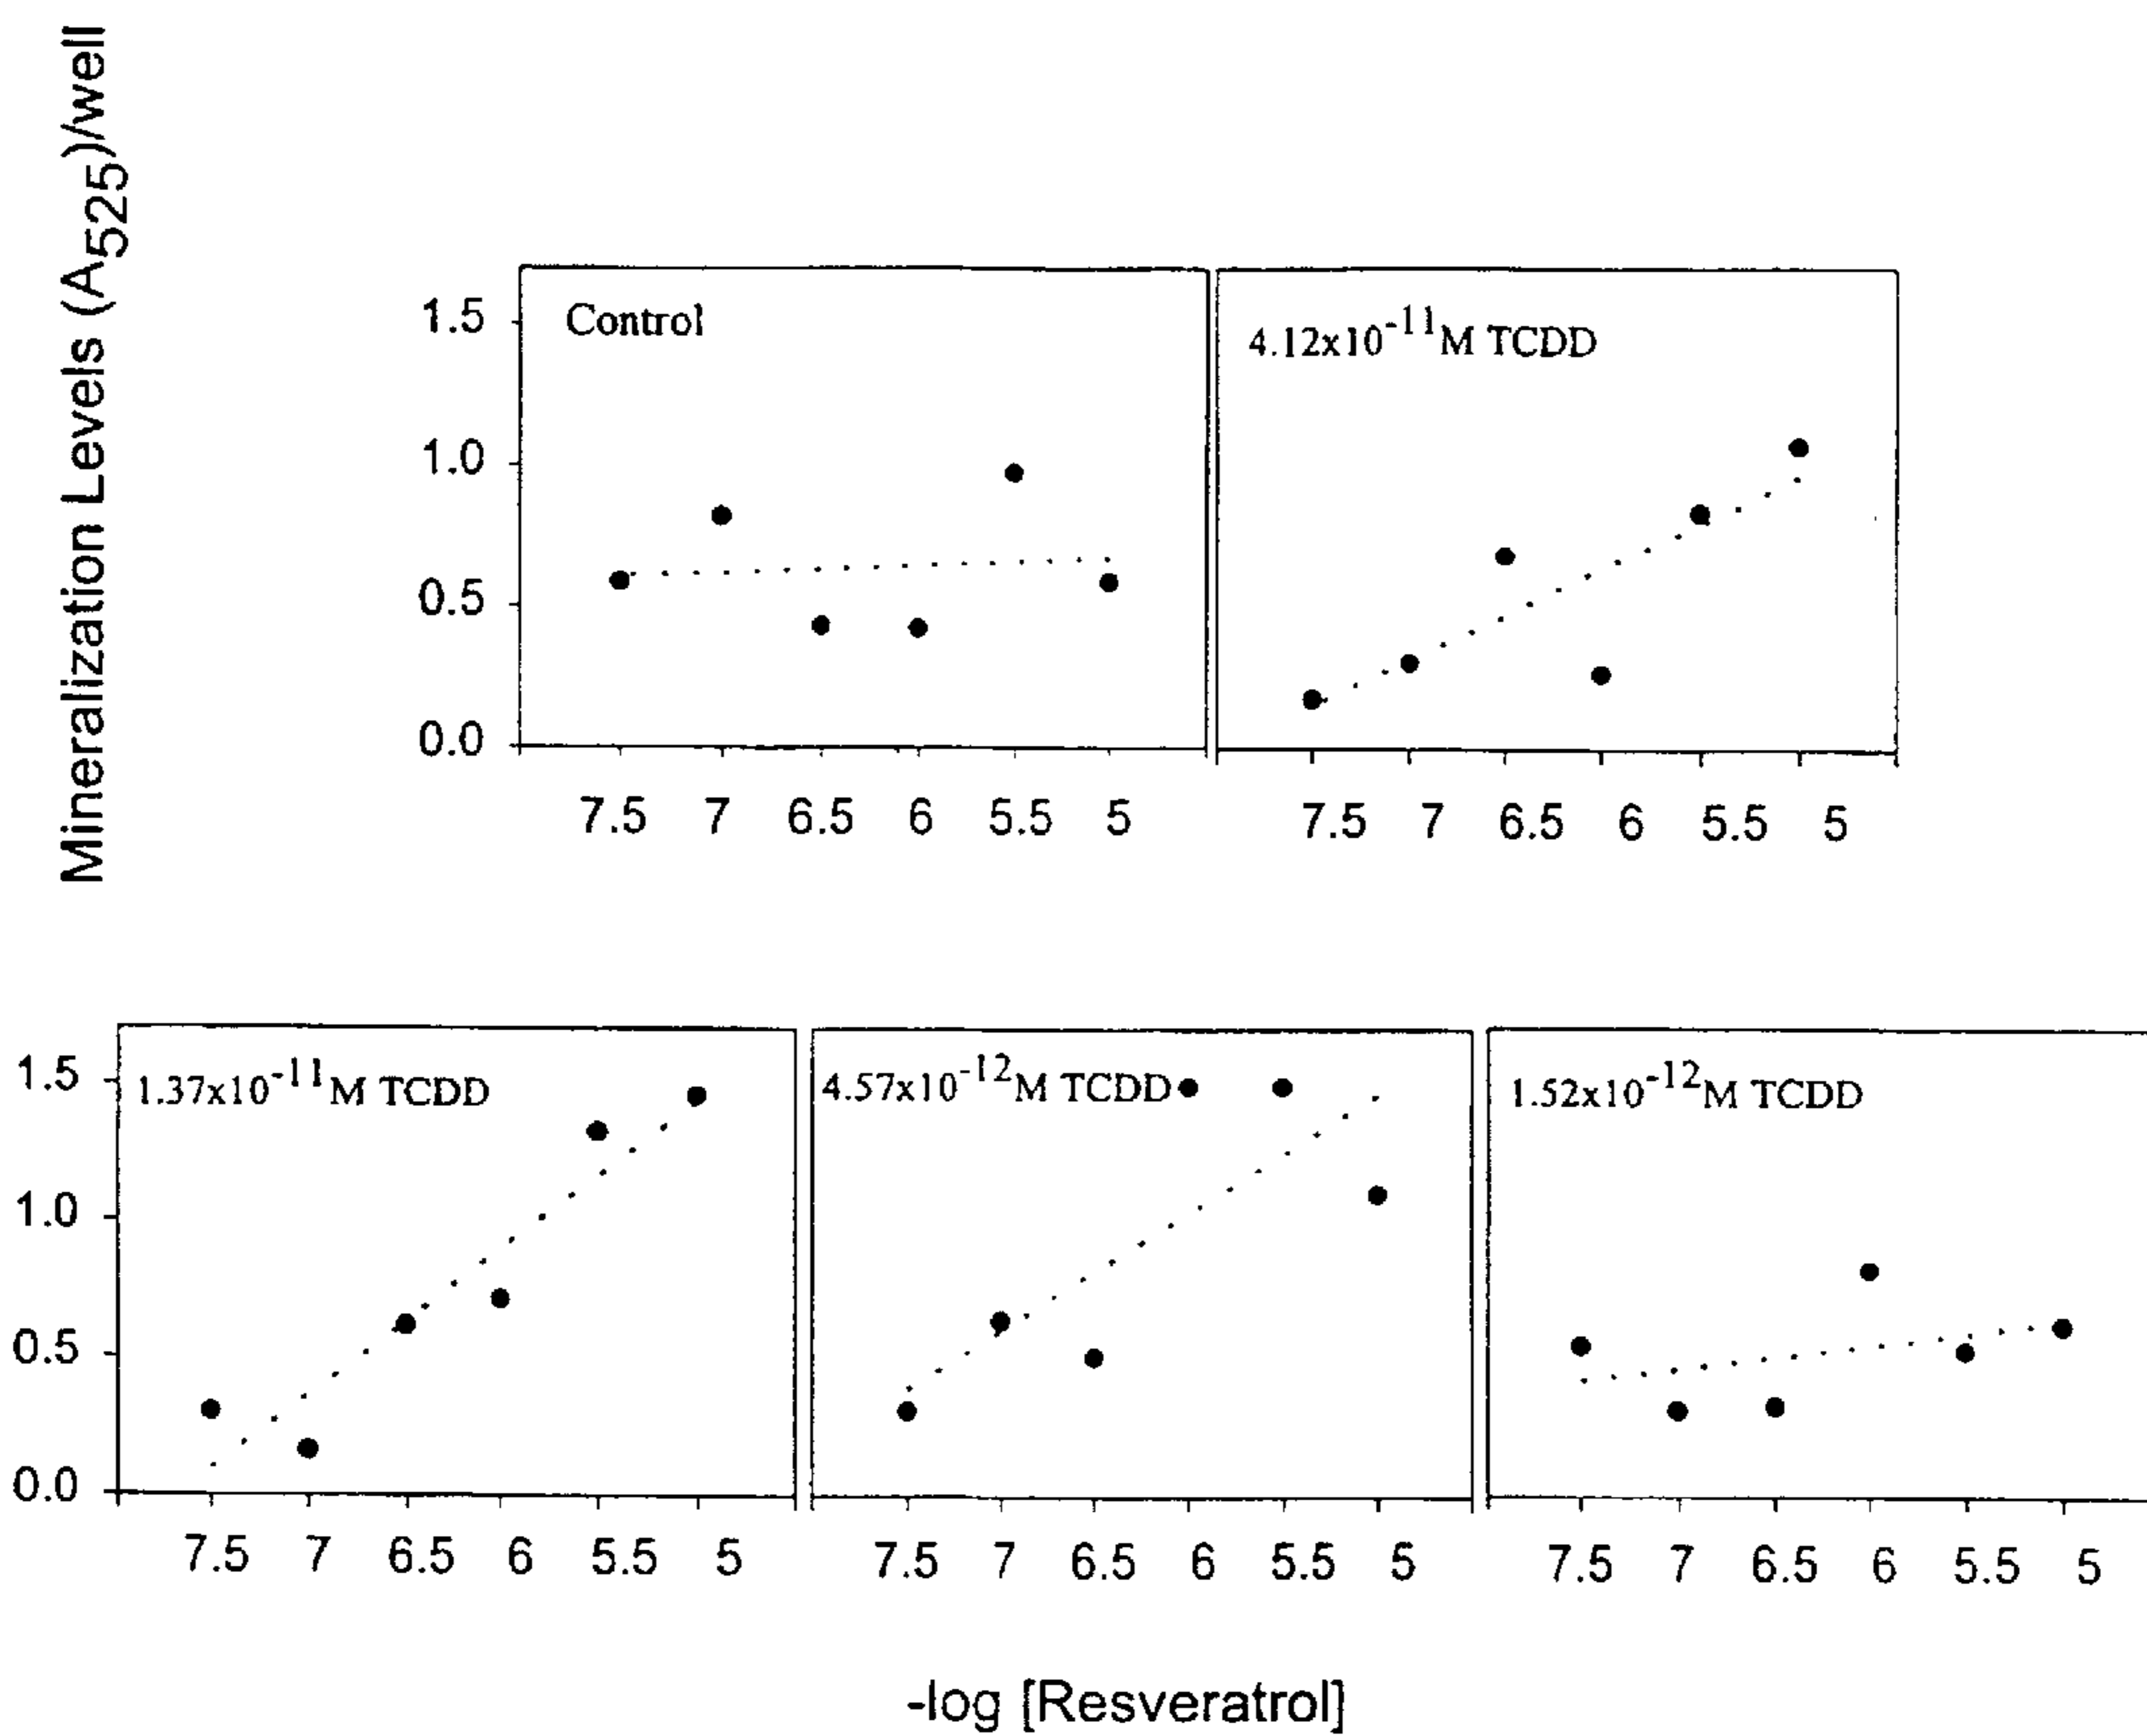 Mineralization Levels (A525)/well
1.5
1.0
0.5
0.0
Control
7.5 7 6.5 6 5.5 5
4.12x10-11M TCDD
7.5 7 6.5 6 5.5 5
1.5
1.0
0.5
0.0
1.37x10-11M TCDD
7.5 7 6.5 6 5.5 5
4.57x10-12M TCDD
7.5 7 6.5 6 5.5 5
1.52x10-12M TCDD
7.5 7 6.5 6 5.5 5
-log [Resveratrol]